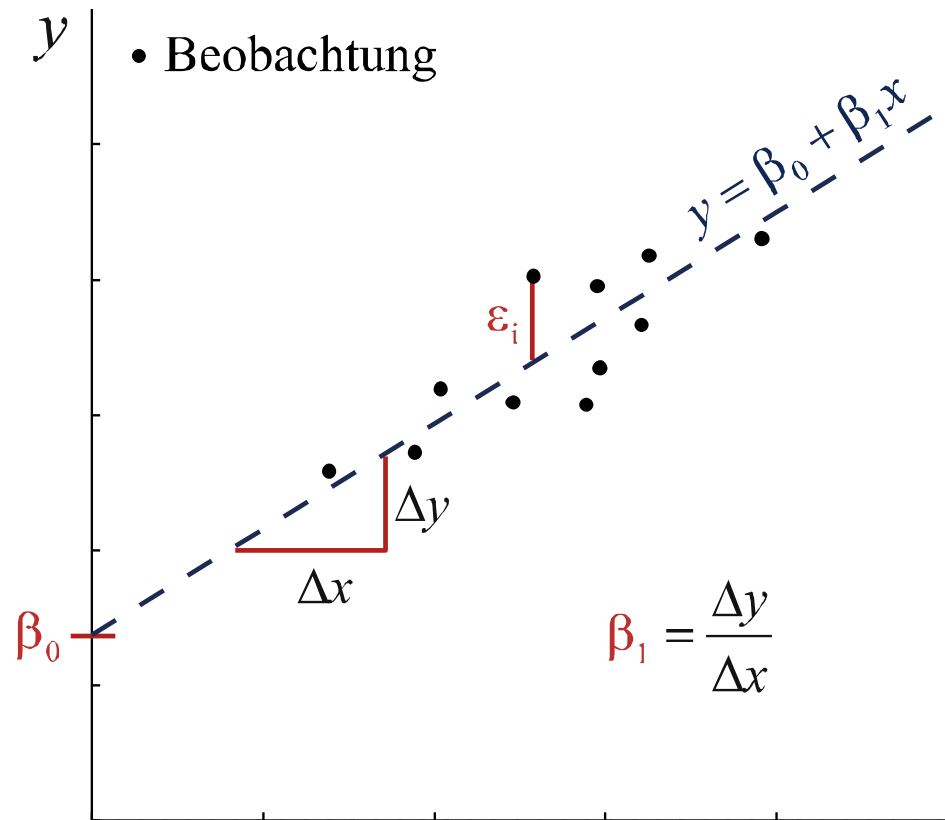 y
• Beobachtung
y = β₀ + β₁x
εᵢ
Δy
Δx
β₀
β₁ = Δy/Δx